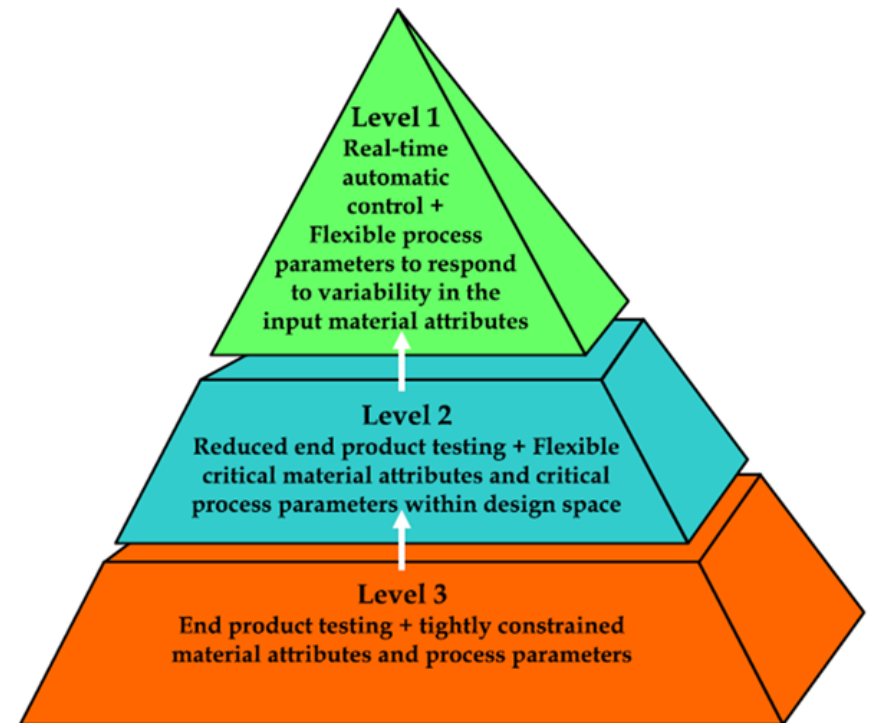 Level 1
Real-time
automatic
control +
Flexible process
parameters to respond
to variability in the
input material attributes
Level 2
Reduced end product testing + Flexible
critical material attributes and critical
process parameters within design space
Level 3
End product testing + tightly constrained
material attributes and process parameters